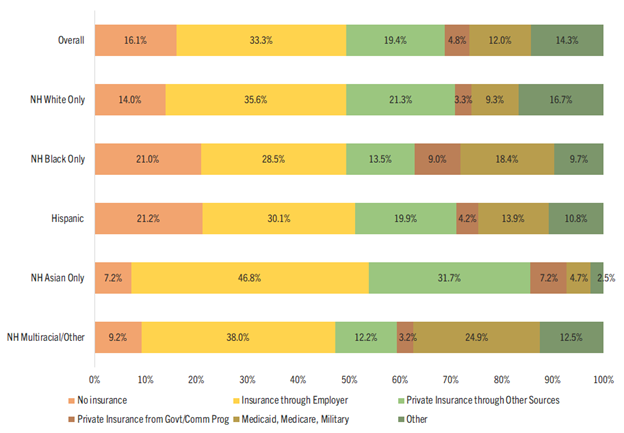 Overall 16.1% 33.3% 19.4% 4.8% 12.0% 14.3%
NH White Only 14.0% 35.6% 21.3% 3.3% 9.3% 16.7%
NH Black Only 21.0% 28.5% 13.5% 9.0% 18.4% 9.7%
Hispanic 21.2% 30.1% 19.9% 4.2% 13.9% 10.8%
NH Asian Only 7.2% 46.8% 31.7% 7.2% 4.7% 2.5%
NH Multiracial/Other 9.2% 38.0% 12.2% 3.2% 24.9% 12.5%
0% 10% 20% 30% 40% 50% 60% 70% 80% 90% 100%
No insurance Insurance through Employer Private Insurance through Other Sources
Private Insurance from Govt/Comm Prog Medicaid, Medicare, Military Other